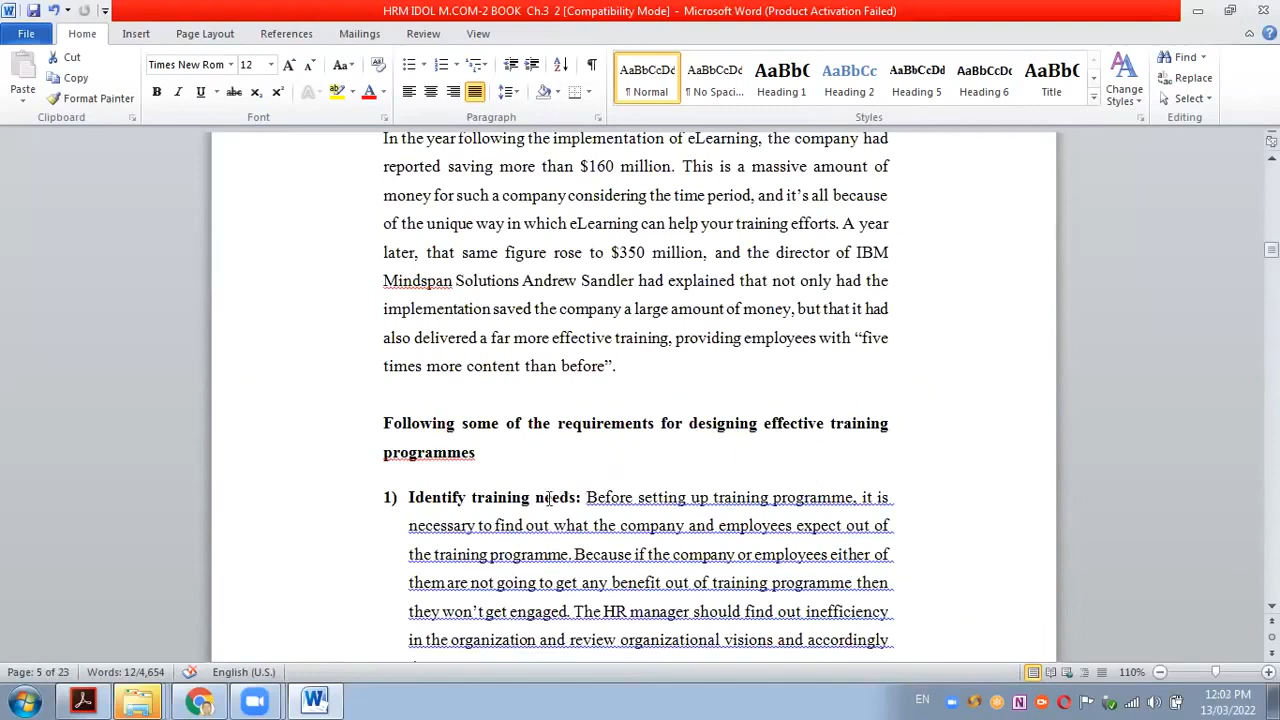 HRM IDOL M.COM-2 BOOK Ch.3 2 [Compatibility Mode] - Microsoft Word (Product Activation Failed)
File Home Insert Page Layout References Mailings Review View
Cut
Copy
Format Painter
Paste
Clipboard
Times New Rom 12
Font
Paragraph
AaBbCcDd AaBbCcDd AaBbC AaBbCc AaBbCcDd AaBbCcDd AaBbC
¶ Normal ¶ No Spaci... Heading 1 Heading 2 Heading 5 Heading 6 Title
Change Styles
Styles
Find
Replace
Select
Editing
In the year following the implementation of eLearning, the company had
reported saving more than $160 million. This is a massive amount of
money for such a company considering the time period, and it’s all because
of the unique way in which eLearning can help your training efforts. A year
later, that same figure rose to $350 million, and the director of IBM
Mindspan Solutions Andrew Sandler had explained that not only had the
implementation saved the company a large amount of money, but that it had
also delivered a far more effective training, providing employees with “five
times more content than before”.
Following some of the requirements for designing effective training
programmes
1) Identify training needs: Before setting up training programme, it is
necessary to find out what the company and employees expect out of
the training programme. Because if the company or employees either of
them are not going to get any benefit out of training programme then
they won’t get engaged. The HR manager should find out inefficiency
in the organization and review organizational visions and accordingly
Page: 5 of 23 Words: 12/4,654 English (U.S.) 110%
EN
12:03 PM
13/03/2022